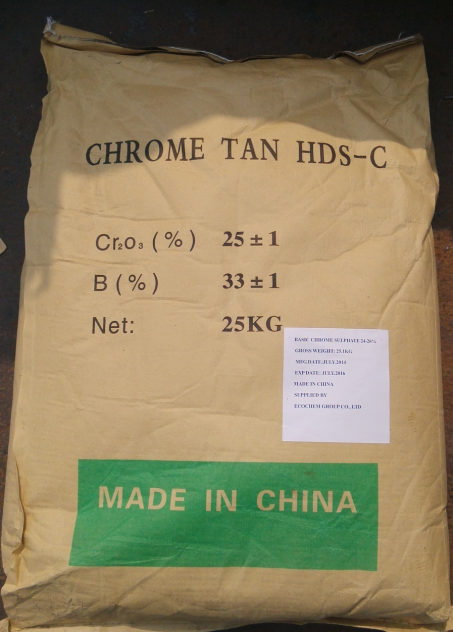 CHROME TAN HDS-C
Cr₂O₃ (%) 25 ± 1
B (%) 33 ± 1
Net: 25KG
BASIC CHROME SULPHATE 24-26%
GROSS WEIGHT: 25.1KG
MFG DATE,JULY.2014
EXP DATE: JULY.2016
MADE IN CHINA
SUPPLIED BY
ECOCHEM GROUP CO., LTD
MADE IN CHINA